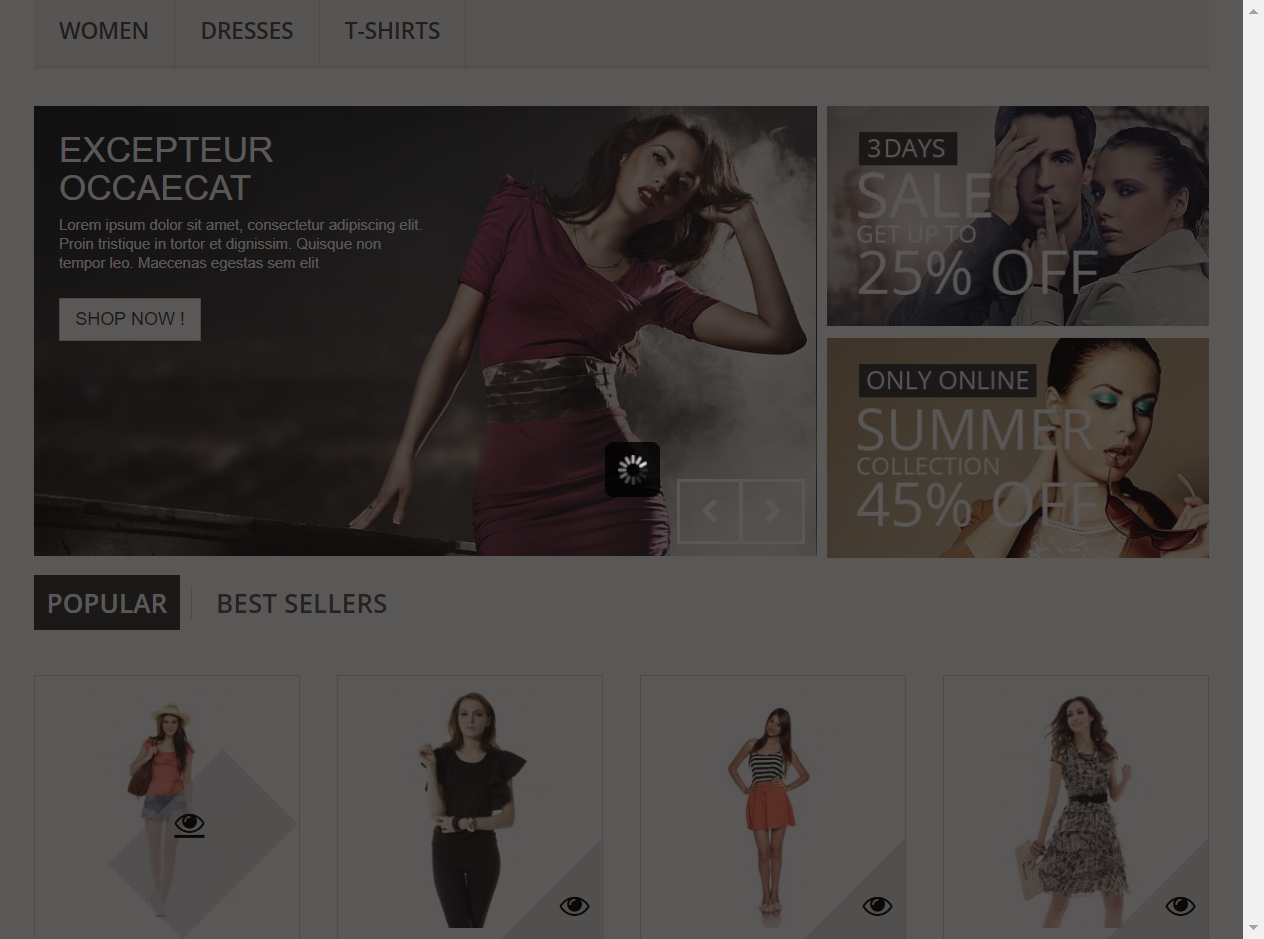 WOMEN DRESSES T-SHIRTS
EXCEPTEUR
OCCAECAT
Lorem ipsum dolor sit amet, consectetur adipiscing elit.
Proin tristique in tortor et dignissim. Quisque non
tempor leo. Maecenas egestas sem elit
SHOP NOW !
3 DAYS
SALE
GET UP TO
25% OFF
ONLY ONLINE
SUMMER
COLLECTION
45% OFF
POPULAR BEST SELLERS